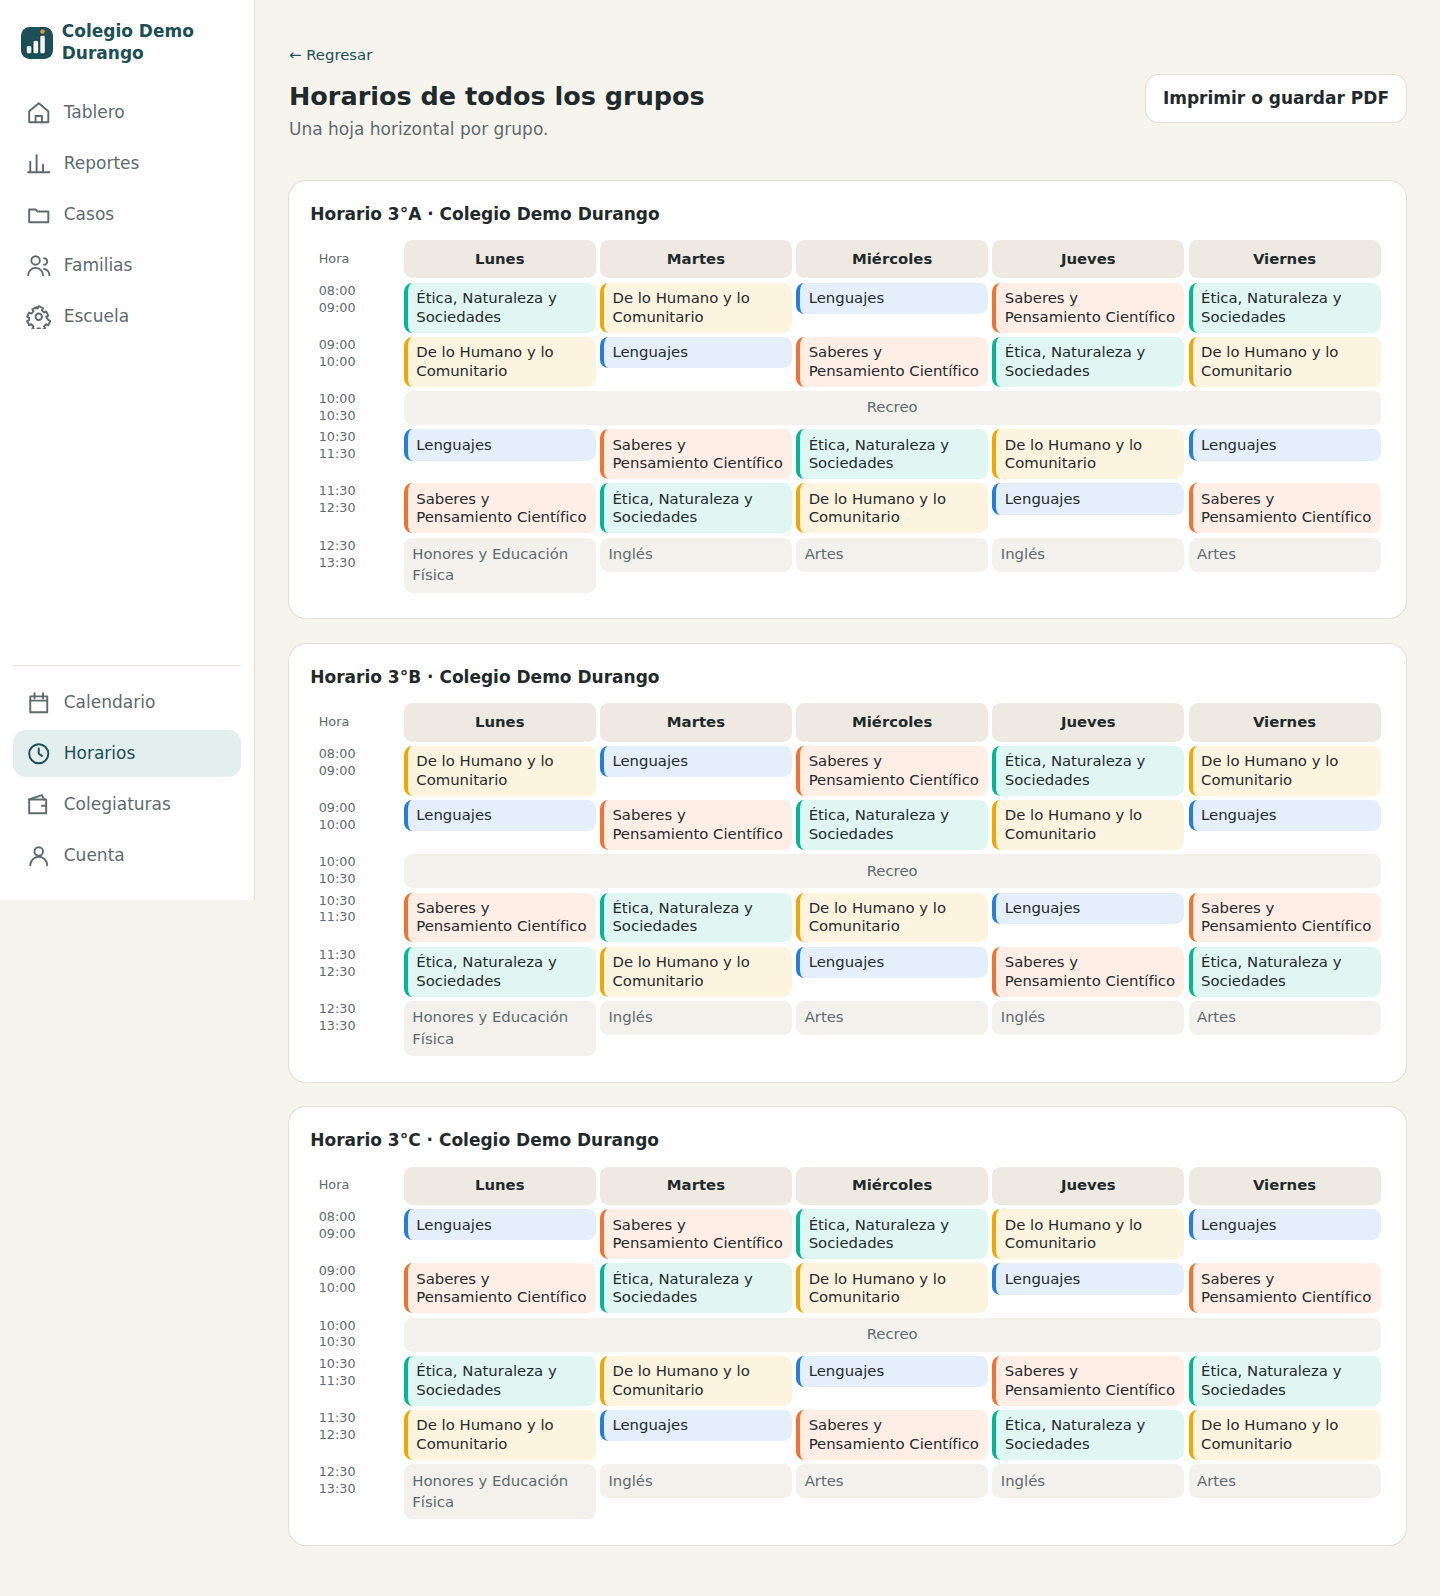 Colegio Demo
Durango
Tablero
Reportes
Casos
Familias
Escuela
Calendario
Horarios
Colegiaturas
Cuenta
← Regresar
Horarios de todos los grupos
Imprimir o guardar PDF
Una hoja horizontal por grupo.
Horario 3°A · Colegio Demo Durango
Hora Lunes Martes Miércoles Jueves Viernes
08:00 Ética, Naturaleza y De lo Humano y lo Lenguajes Saberes y Ética, Naturaleza y
09:00 Sociedades Comunitario Pensamiento Científico Sociedades
09:00 De lo Humano y lo Lenguajes Saberes y Ética, Naturaleza y De lo Humano y lo
10:00 Comunitario Pensamiento Científico Sociedades Comunitario
10:00 Recreo
10:30
10:30 Lenguajes Saberes y Ética, Naturaleza y De lo Humano y lo Lenguajes
11:30 Pensamiento Científico Sociedades Comunitario
11:30 Saberes y Ética, Naturaleza y De lo Humano y lo Lenguajes Saberes y
12:30 Pensamiento Científico Sociedades Comunitario Pensamiento Científico
12:30 Honores y Educación Inglés Artes Inglés Artes
13:30 Física
Horario 3°B · Colegio Demo Durango
Hora Lunes Martes Miércoles Jueves Viernes
08:00 De lo Humano y lo Lenguajes Saberes y Ética, Naturaleza y De lo Humano y lo
09:00 Comunitario Pensamiento Científico Sociedades Comunitario
09:00 Lenguajes Saberes y Ética, Naturaleza y De lo Humano y lo Lenguajes
10:00 Pensamiento Científico Sociedades Comunitario
10:00 Recreo
10:30
10:30 Saberes y Ética, Naturaleza y De lo Humano y lo Lenguajes Saberes y
11:30 Pensamiento Científico Sociedades Comunitario Pensamiento Científico
11:30 Ética, Naturaleza y De lo Humano y lo Lenguajes Saberes y Ética, Naturaleza y
12:30 Sociedades Comunitario Pensamiento Científico Sociedades
12:30 Honores y Educación Inglés Artes Inglés Artes
13:30 Física
Horario 3°C · Colegio Demo Durango
Hora Lunes Martes Miércoles Jueves Viernes
08:00 Lenguajes Saberes y Ética, Naturaleza y De lo Humano y lo Lenguajes
09:00 Pensamiento Científico Sociedades Comunitario
09:00 Saberes y Ética, Naturaleza y De lo Humano y lo Lenguajes Saberes y
10:00 Pensamiento Científico Sociedades Comunitario Pensamiento Científico
10:00 Recreo
10:30
10:30 Ética, Naturaleza y De lo Humano y lo Lenguajes Saberes y Ética, Naturaleza y
11:30 Sociedades Comunitario Pensamiento Científico Sociedades
11:30 De lo Humano y lo Lenguajes Saberes y Ética, Naturaleza y De lo Humano y lo
12:30 Comunitario Pensamiento Científico Sociedades Comunitario
12:30 Honores y Educación Inglés Artes Inglés Artes
13:30 Física